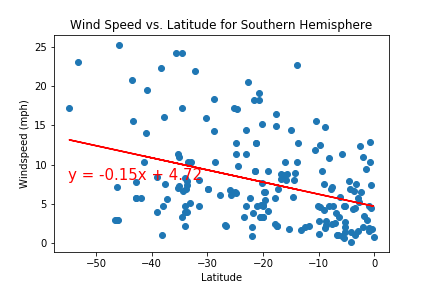 Wind Speed vs. Latitude for Southern Hemisphere
25
20
15
10
5
0
Windspeed (mph)
y = -0.15x + 4.72
−50 −40 −30 −20 −10 0
Latitude